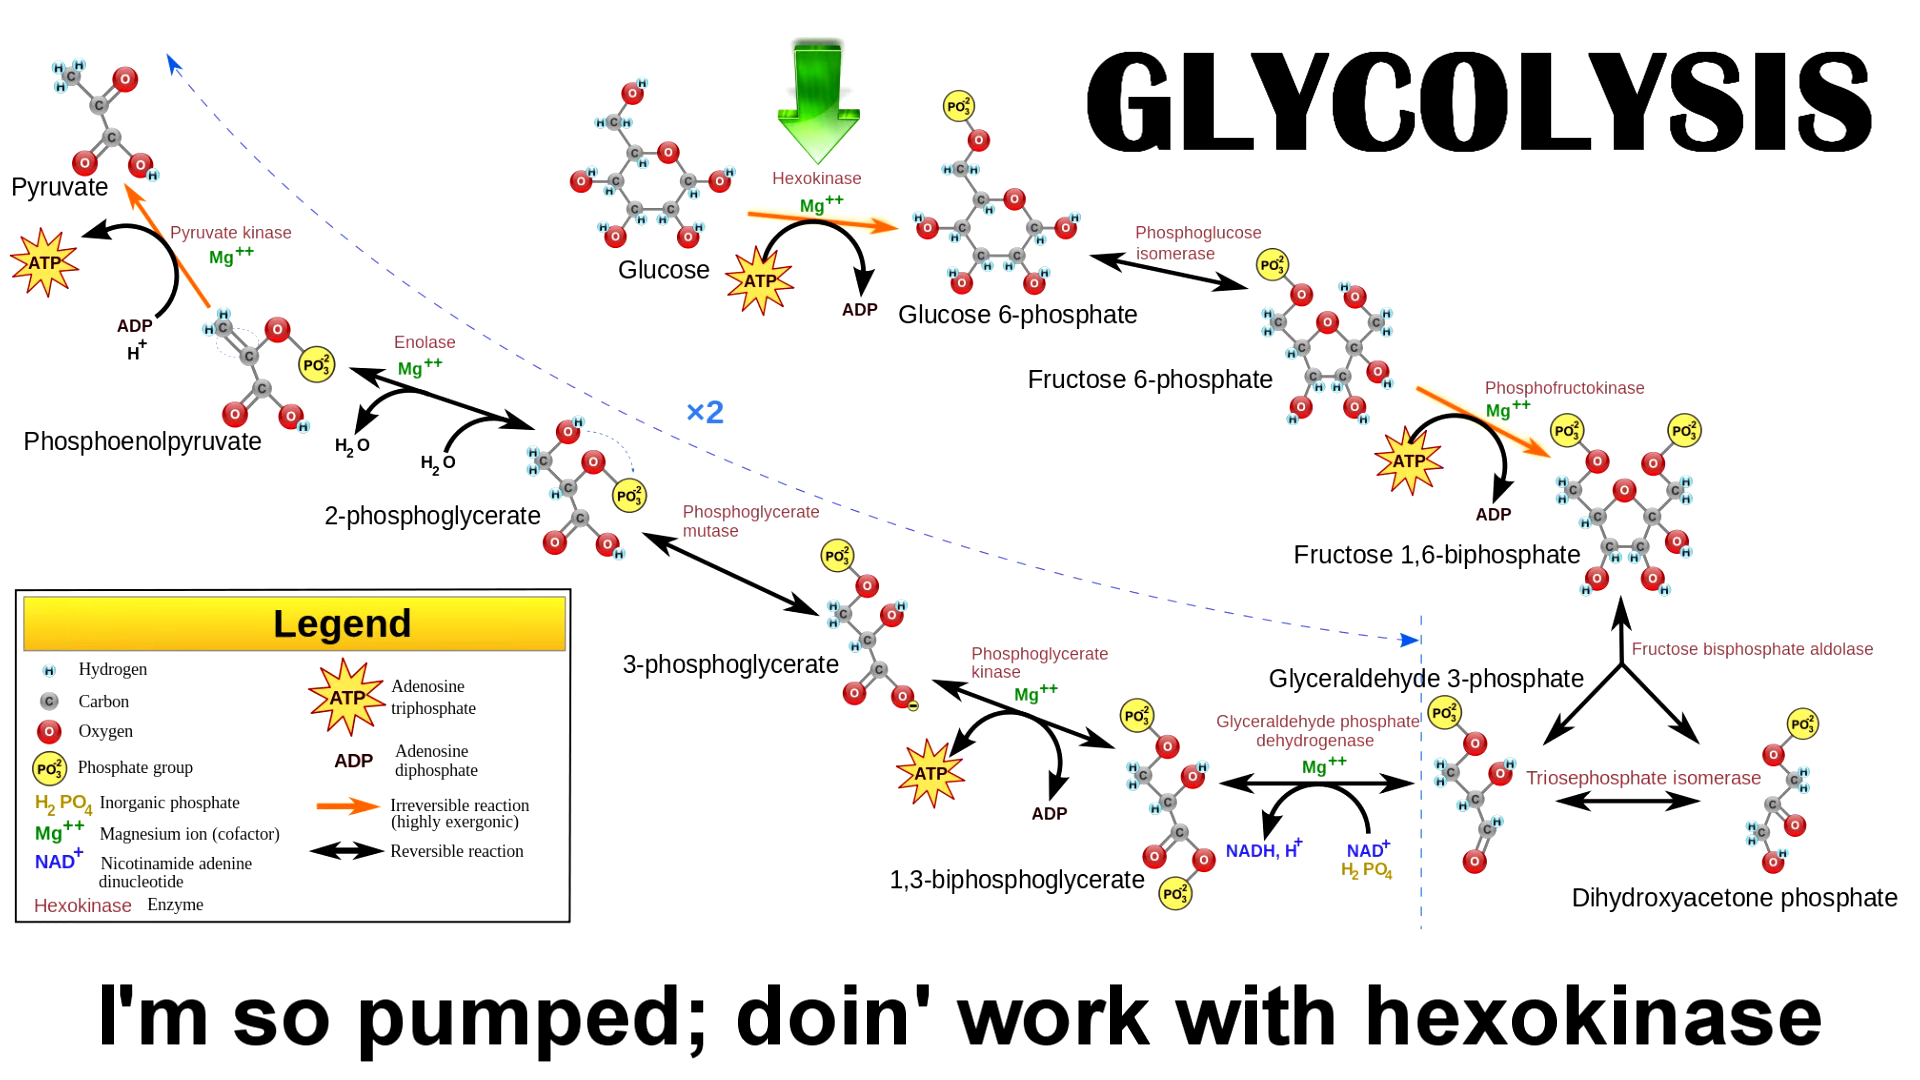 GLYCOLYSIS
Hexokinase
Mg++
Glucose
ATP
ADP
Glucose 6-phosphate
Phosphoglucose
isomerase
Fructose 6-phosphate
Phosphofructokinase
Mg++
ATP
ADP
Fructose 1,6-biphosphate
Fructose bisphosphate aldolase
Glyceraldehyde 3-phosphate
Triosephosphate isomerase
Dihydroxyacetone phosphate
Glyceraldehyde phosphate
dehydrogenase
Mg++
NADH, H+
NAD+
H2 PO4
1,3-biphosphoglycerate
Phosphoglycerate
kinase
Mg++
ATP
ADP
3-phosphoglycerate
Phosphoglycerate
mutase
2-phosphoglycerate
×2
Enolase
Mg++
H2 O
H2 O
Phosphoenolpyruvate
Pyruvate kinase
Mg++
ATP
ADP
H+
Pyruvate
Legend
H Hydrogen
C Carbon
O Oxygen
PO3-2 Phosphate group
H2 PO4 Inorganic phosphate
Mg++ Magnesium ion (cofactor)
NAD+ Nicotinamide adenine
dinucleotide
Hexokinase Enzyme
ATP Adenosine
triphosphate
ADP Adenosine
diphosphate
Irreversible reaction
(highly exergonic)
Reversible reaction
I'm so pumped; doin' work with hexokinase